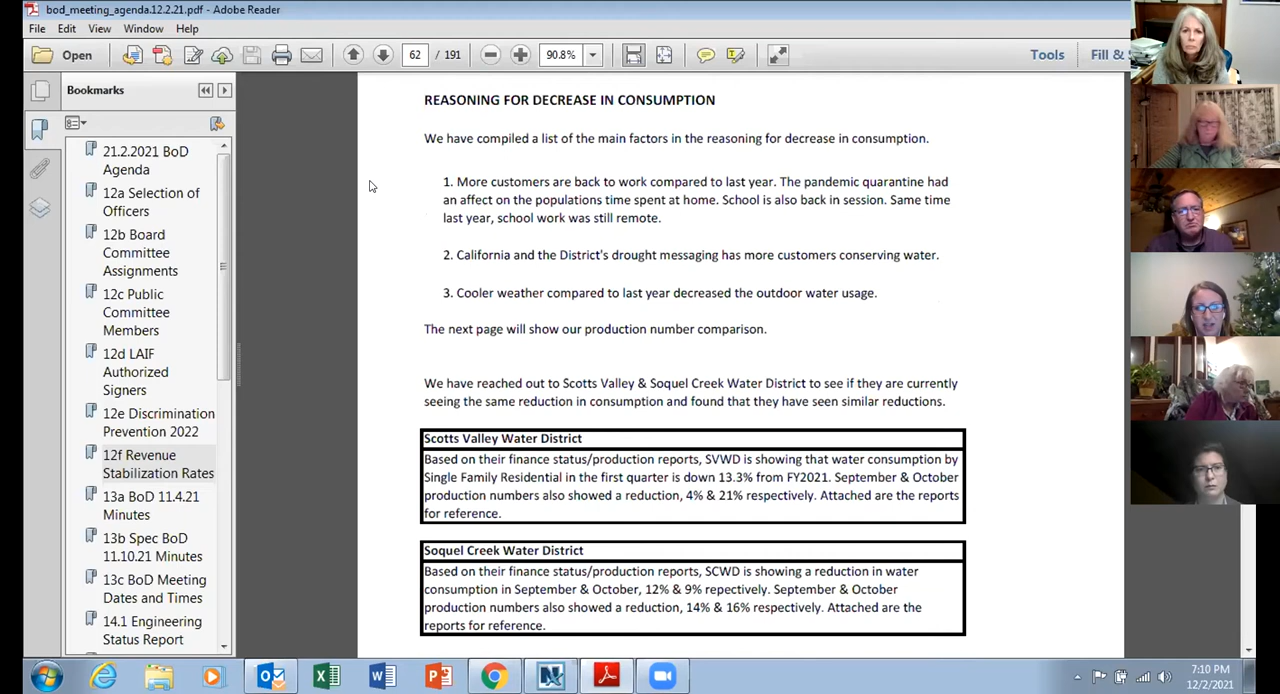 bod_meeting_agenda.12.2.21.pdf - Adobe Reader
File Edit View Window Help
Open 62 / 191 90.8% Tools Fill &
Bookmarks
21.2.2021 BoD
Agenda
12a Selection of
Officers
12b Board
Committee
Assignments
12c Public
Committee
Members
12d LAIF
Authorized
Signers
12e Discrimination
Prevention 2022
12f Revenue
Stabilization Rates
13a BoD 11.4.21
Minutes
13b Spec BoD
11.10.21 Minutes
13c BoD Meeting
Dates and Times
14.1 Engineering
Status Report
REASONING FOR DECREASE IN CONSUMPTION
We have compiled a list of the main factors in the reasoning for decrease in consumption.
1. More customers are back to work compared to last year. The pandemic quarantine had
an affect on the populations time spent at home. School is also back in session. Same time
last year, school work was still remote.
2. California and the District's drought messaging has more customers conserving water.
3. Cooler weather compared to last year decreased the outdoor water usage.
The next page will show our production number comparison.
We have reached out to Scotts Valley & Soquel Creek Water District to see if they are currently
seeing the same reduction in consumption and found that they have seen similar reductions.
Scotts Valley Water District
Based on their finance status/production reports, SVWD is showing that water consumption by
Single Family Residential in the first quarter is down 13.3% from FY2021. September & October
production numbers also showed a reduction, 4% & 21% respectively. Attached are the reports
for reference.
Soquel Creek Water District
Based on their finance status/production reports, SCWD is showing a reduction in water
consumption in September & October, 12% & 9% repectively. September & October
production numbers also showed a reduction, 14% & 16% respectively. Attached are the
reports for reference.
7:10 PM
12/2/2021